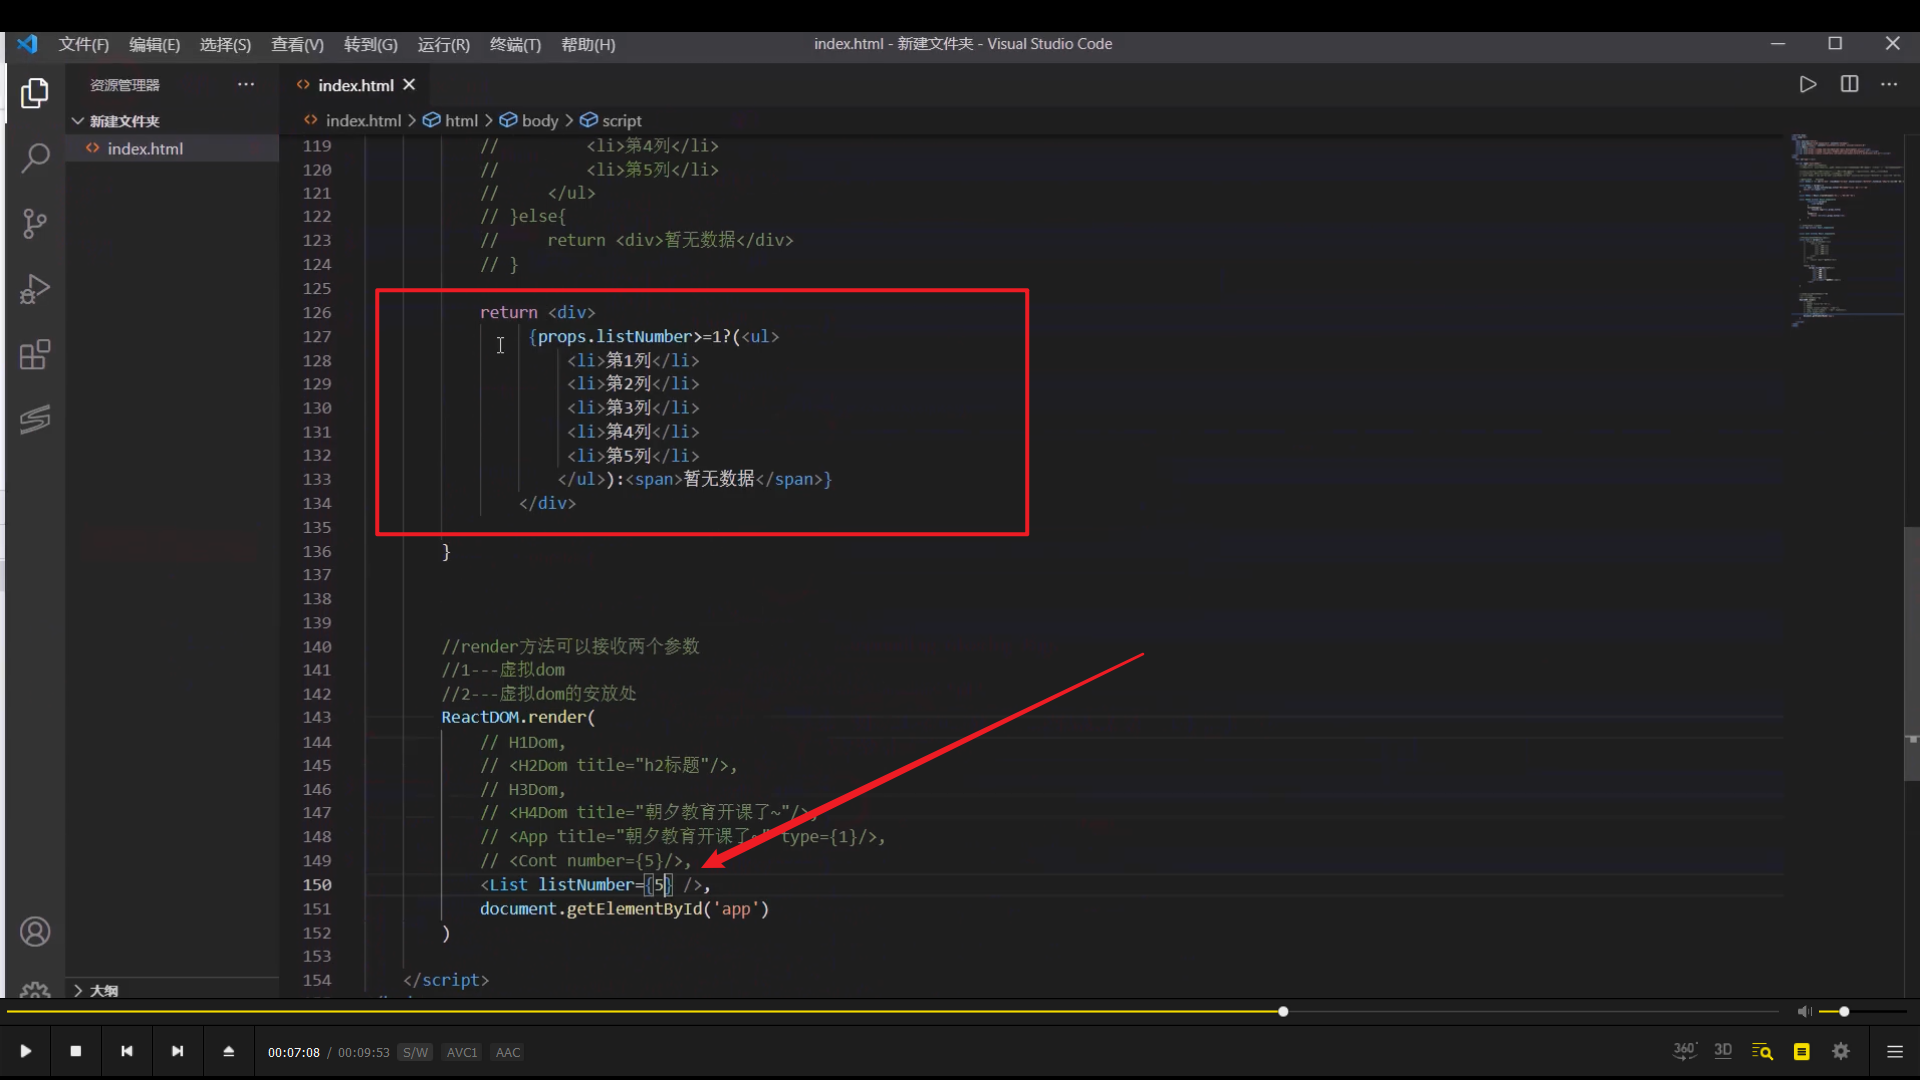 文件(F) 编辑(E) 选择(S) 查看(V) 转到(G) 运行(R) 终端(T) 帮助(H) index.html - 新建文件夹 - Visual Studio Code
资源管理器 ··· <> index.html ×
新建文件夹 <> index.html > html > body > script
<> index.html
119 // <li>第4列</li>
120 // <li>第5列</li>
121 // </ul>
122 // }else{
123 // return <div>暂无数据</div>
124 // }
125
126 return <div>
127 {props.listNumber>=1?(<ul>
128 <li>第1列</li>
129 <li>第2列</li>
130 <li>第3列</li>
131 <li>第4列</li>
132 <li>第5列</li>
133 </ul>):<span>暂无数据</span>}
134 </div>
135
136 }
137
138
139
140 //render方法可以接收两个参数
141 //1---虚拟dom
142 //2---虚拟dom的安放处
143 ReactDOM.render(
144 // H1Dom,
145 // <H2Dom title="h2标题"/>,
146 // H3Dom,
147 // <H4Dom title="朝夕教育开课了~"/>,
148 // <App title="朝夕教育开课了~" type={1}/>,
149 // <Cont number={5}/>,
150 <List listNumber={5} />,
151 document.getElementById('app')
152 )
153
154 </script>
大纲
00:07:08 / 00:09:53 S/W AVC1 AAC 360° 3D